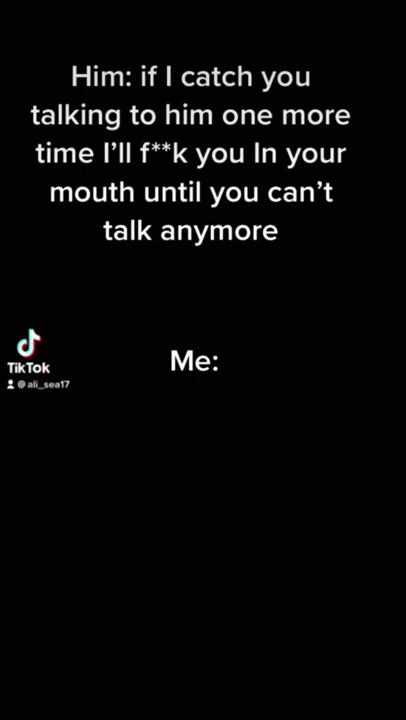 Him: if I catch you
talking to him one more
time I'll f**k you In your
mouth until you can't
talk anymore
Me:
TikTok
@ ali_sea17